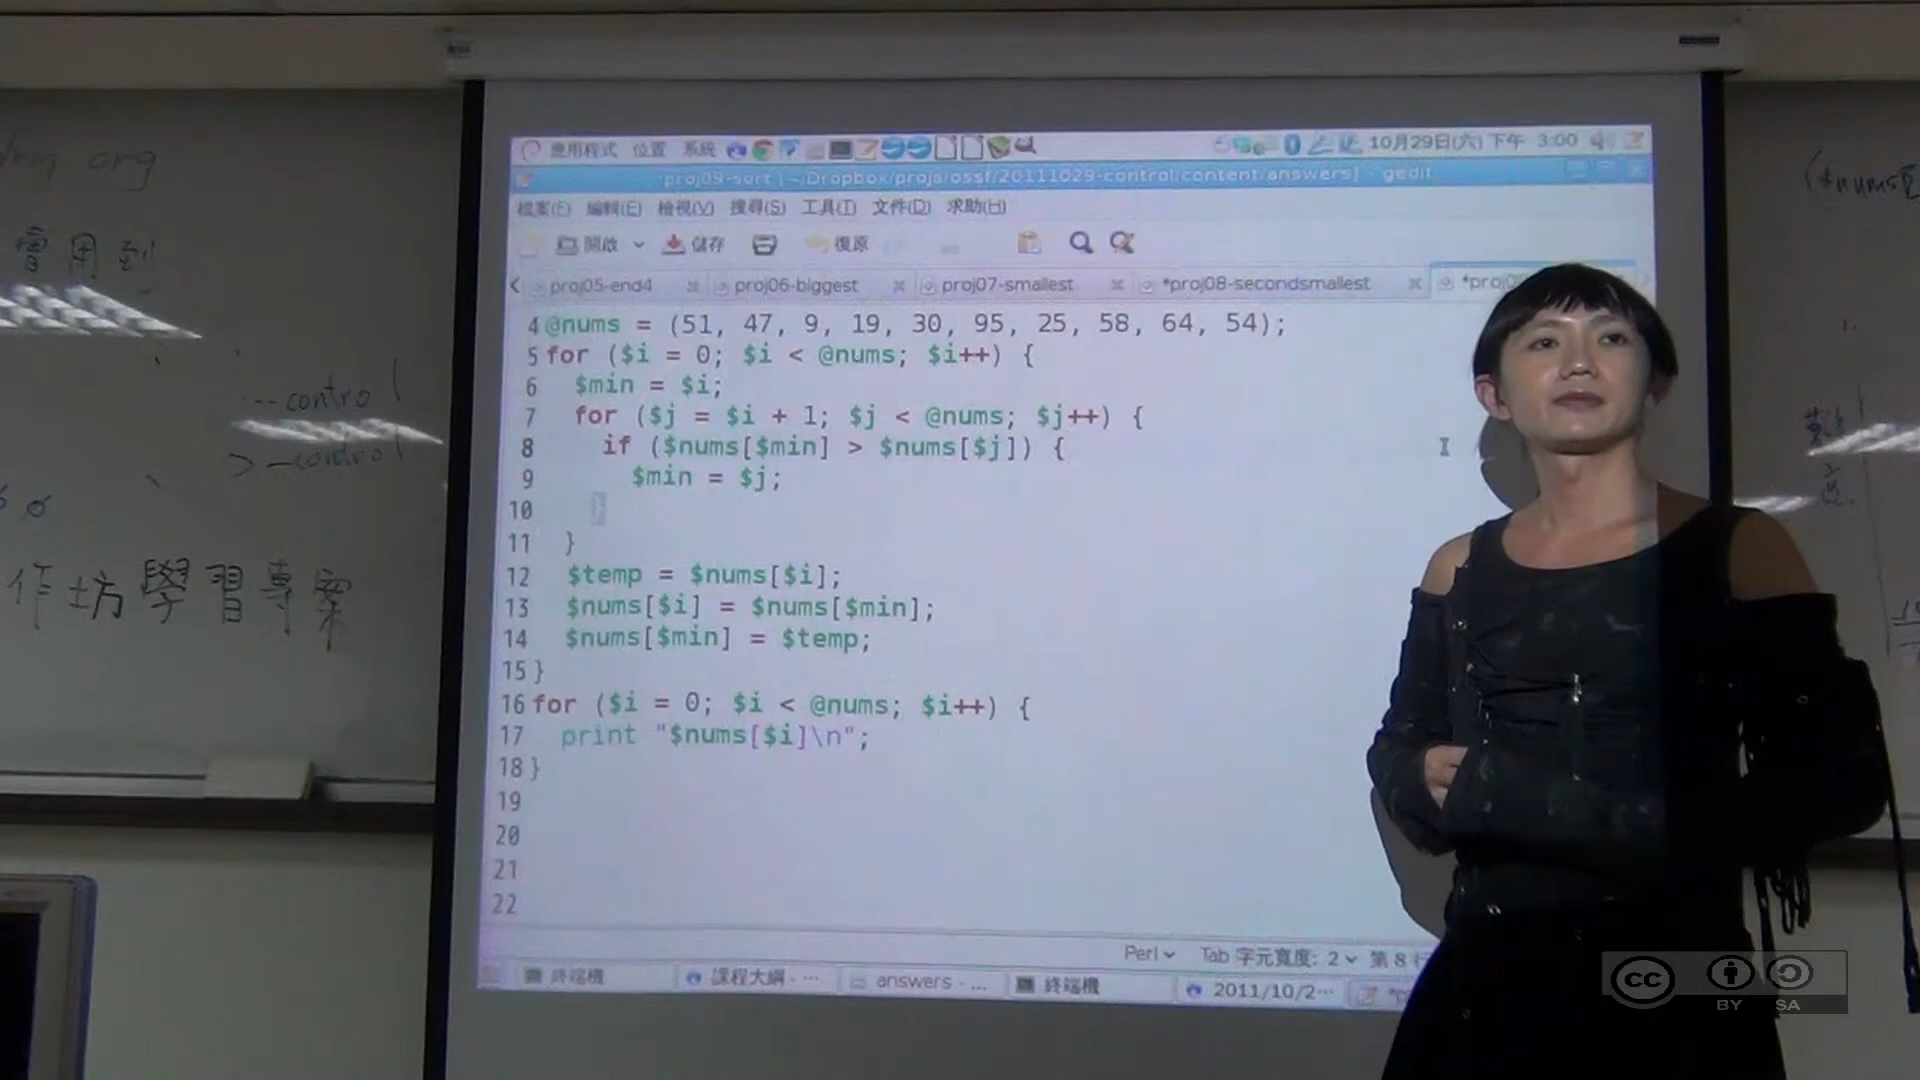 應用程式 位置 系統 10月29日(六) 下午 3:00
*proj09-sort (~/Dropbox/projs/ossf/20111029-control/content/answers) - gedit
檔案(F) 編輯(E) 檢視(V) 搜尋(S) 工具(T) 文件(D) 求助(H)
開啟 儲存 復原
proj05-end4 proj06-biggest proj07-smallest *proj08-secondsmallest
4 @nums = (51, 47, 9, 19, 30, 95, 25, 58, 64, 54);
5 for ($i = 0; $i < @nums; $i++) {
6 $min = $i;
7 for ($j = $i + 1; $j < @nums; $j++) {
8 if ($nums[$min] > $nums[$j]) {
9 $min = $j;
10 }
11 }
12 $temp = $nums[$i];
13 $nums[$i] = $nums[$min];
14 $nums[$min] = $temp;
15 }
16 for ($i = 0; $i < @nums; $i++) {
17 print "$nums[$i]\n";
18 }
19
20
21
22
Perl Tab 字元寬度: 2 第 8 行
終端機 課程大綱 - ... answers - ... 終端機 2011/10/2...
org
會用到
--control
> -control
作坊學習專案
cc BY SA